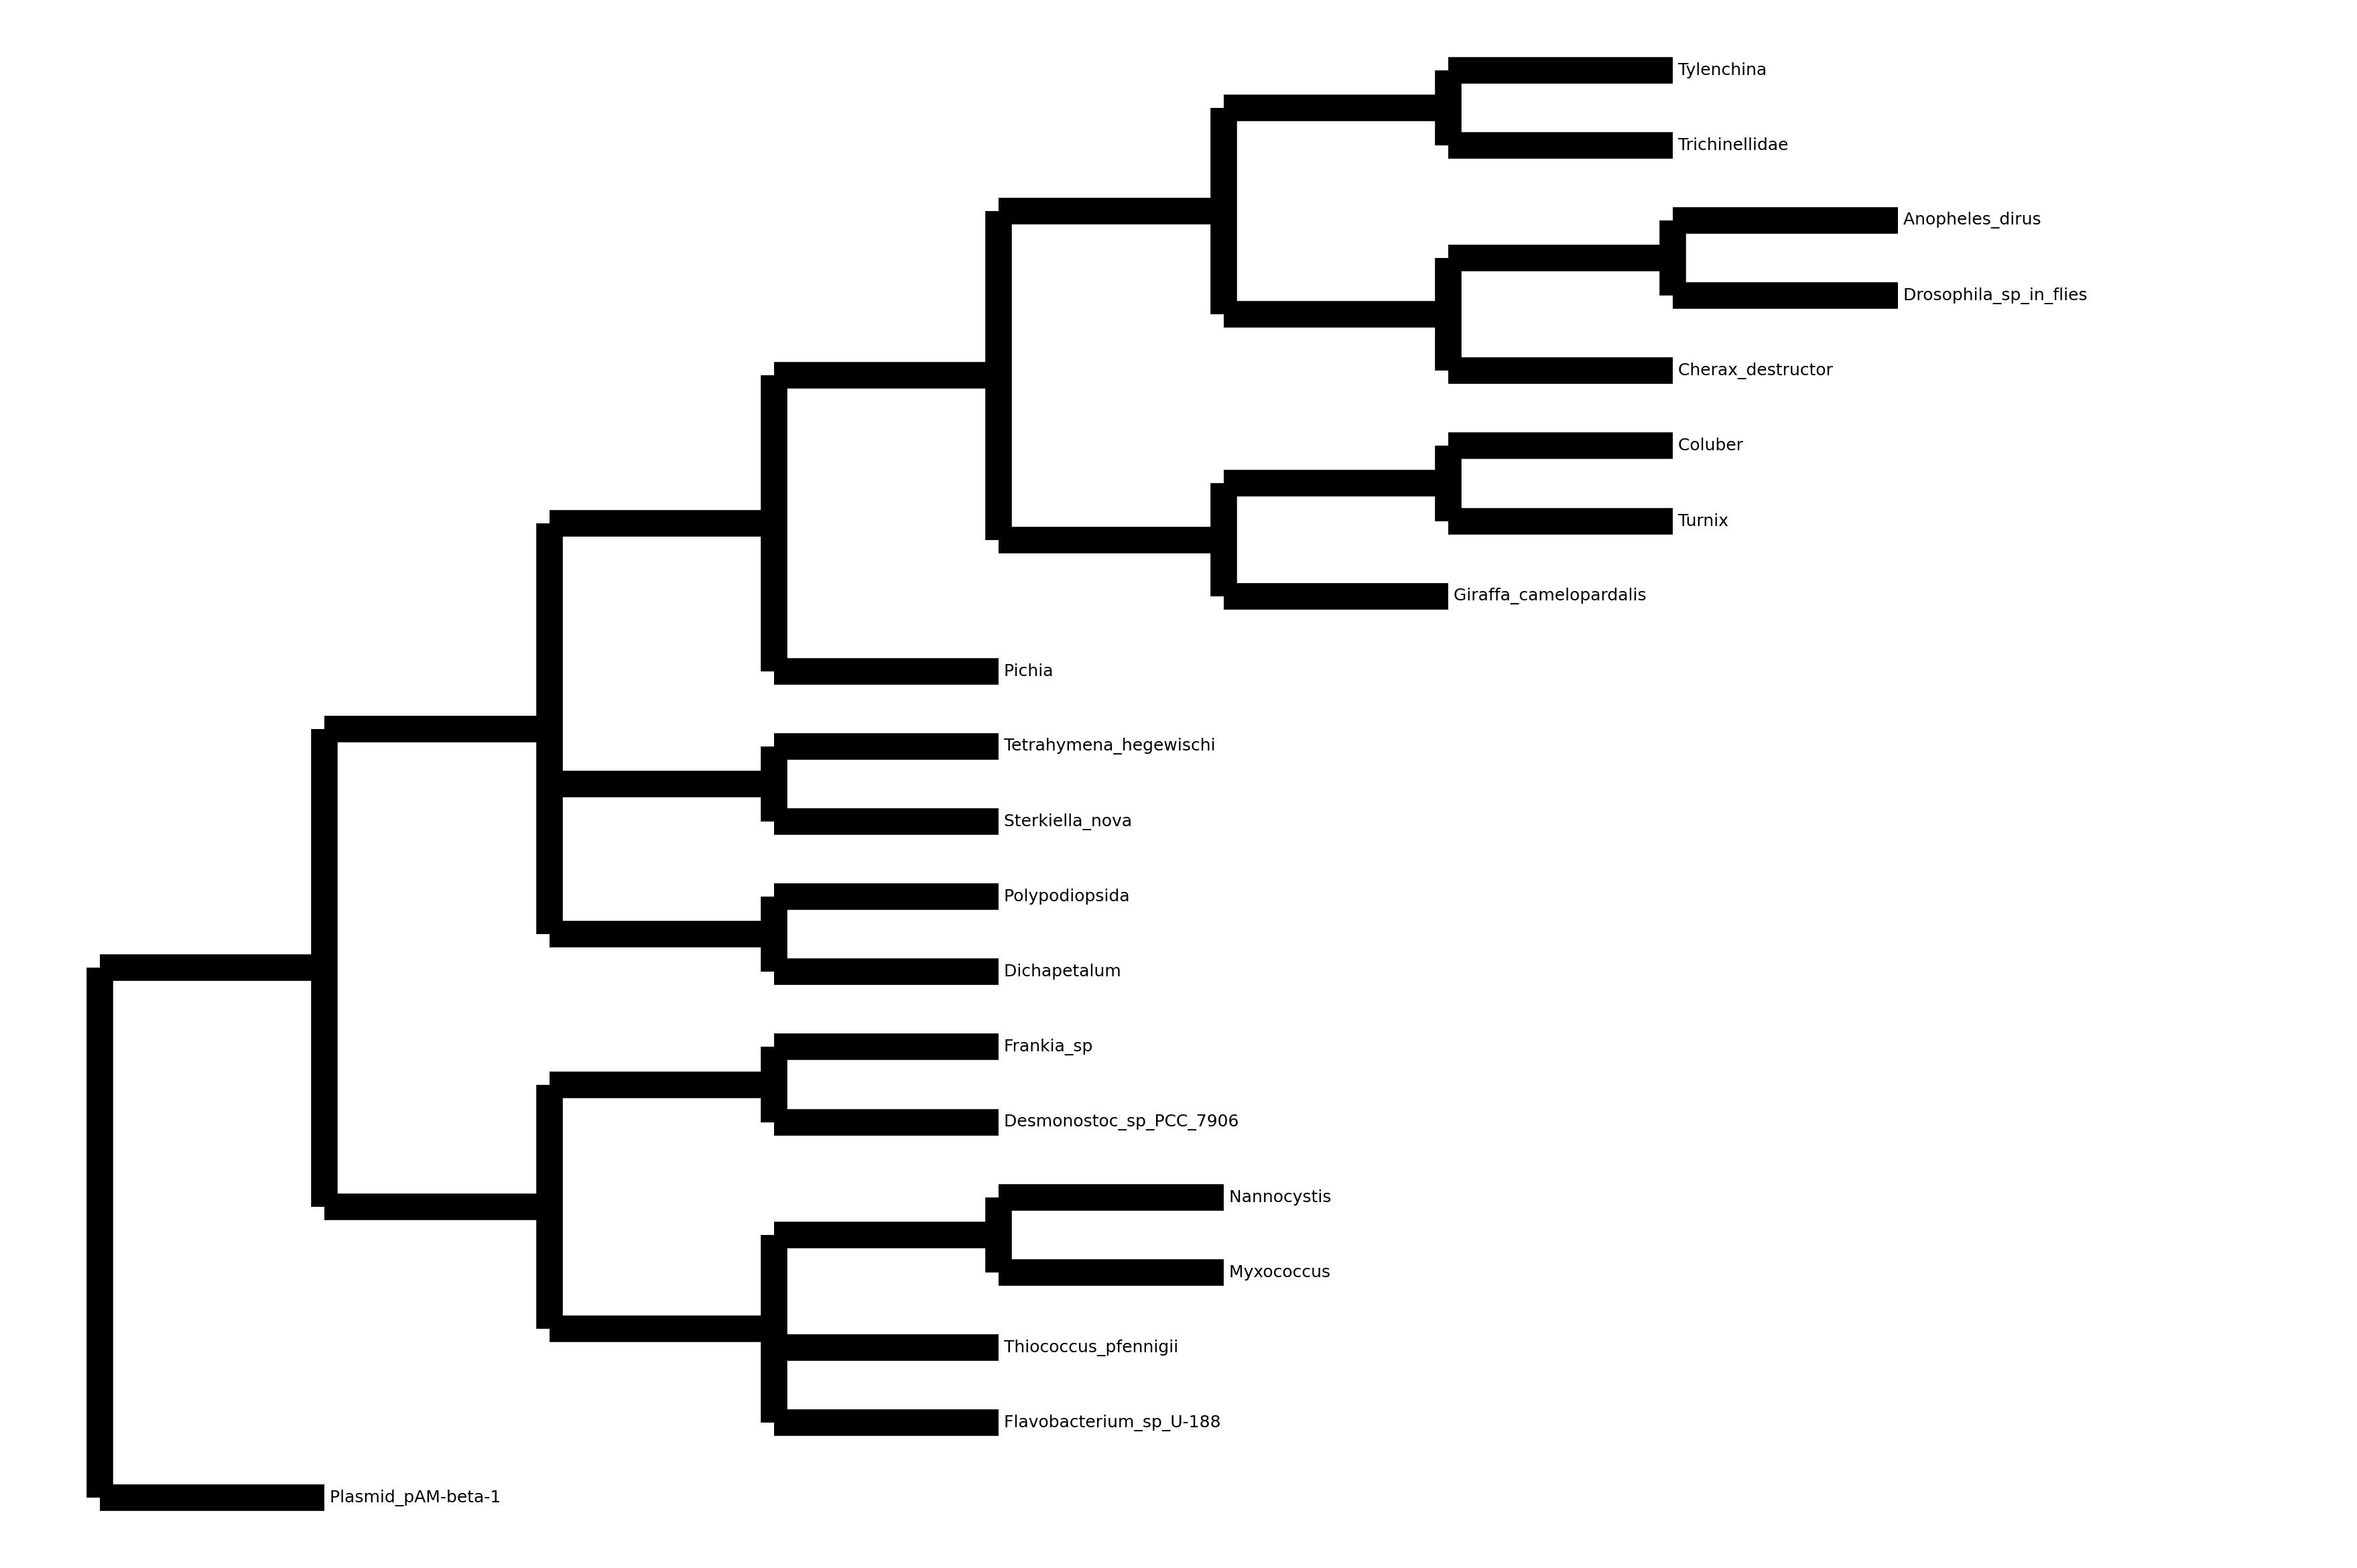 Tylenchina
Trichinellidae
Anopheles_dirus
Drosophila_sp_in_flies
Cherax_destructor
Coluber
Turnix
Giraffa_camelopardalis
Pichia
Tetrahymena_hegewischi
Sterkiella_nova
Polypodiopsida
Dichapetalum
Frankia_sp
Desmonostoc_sp_PCC_7906
Nannocystis
Myxococcus
Thiococcus_pfennigii
Flavobacterium_sp_U-188
Plasmid_pAM-beta-1